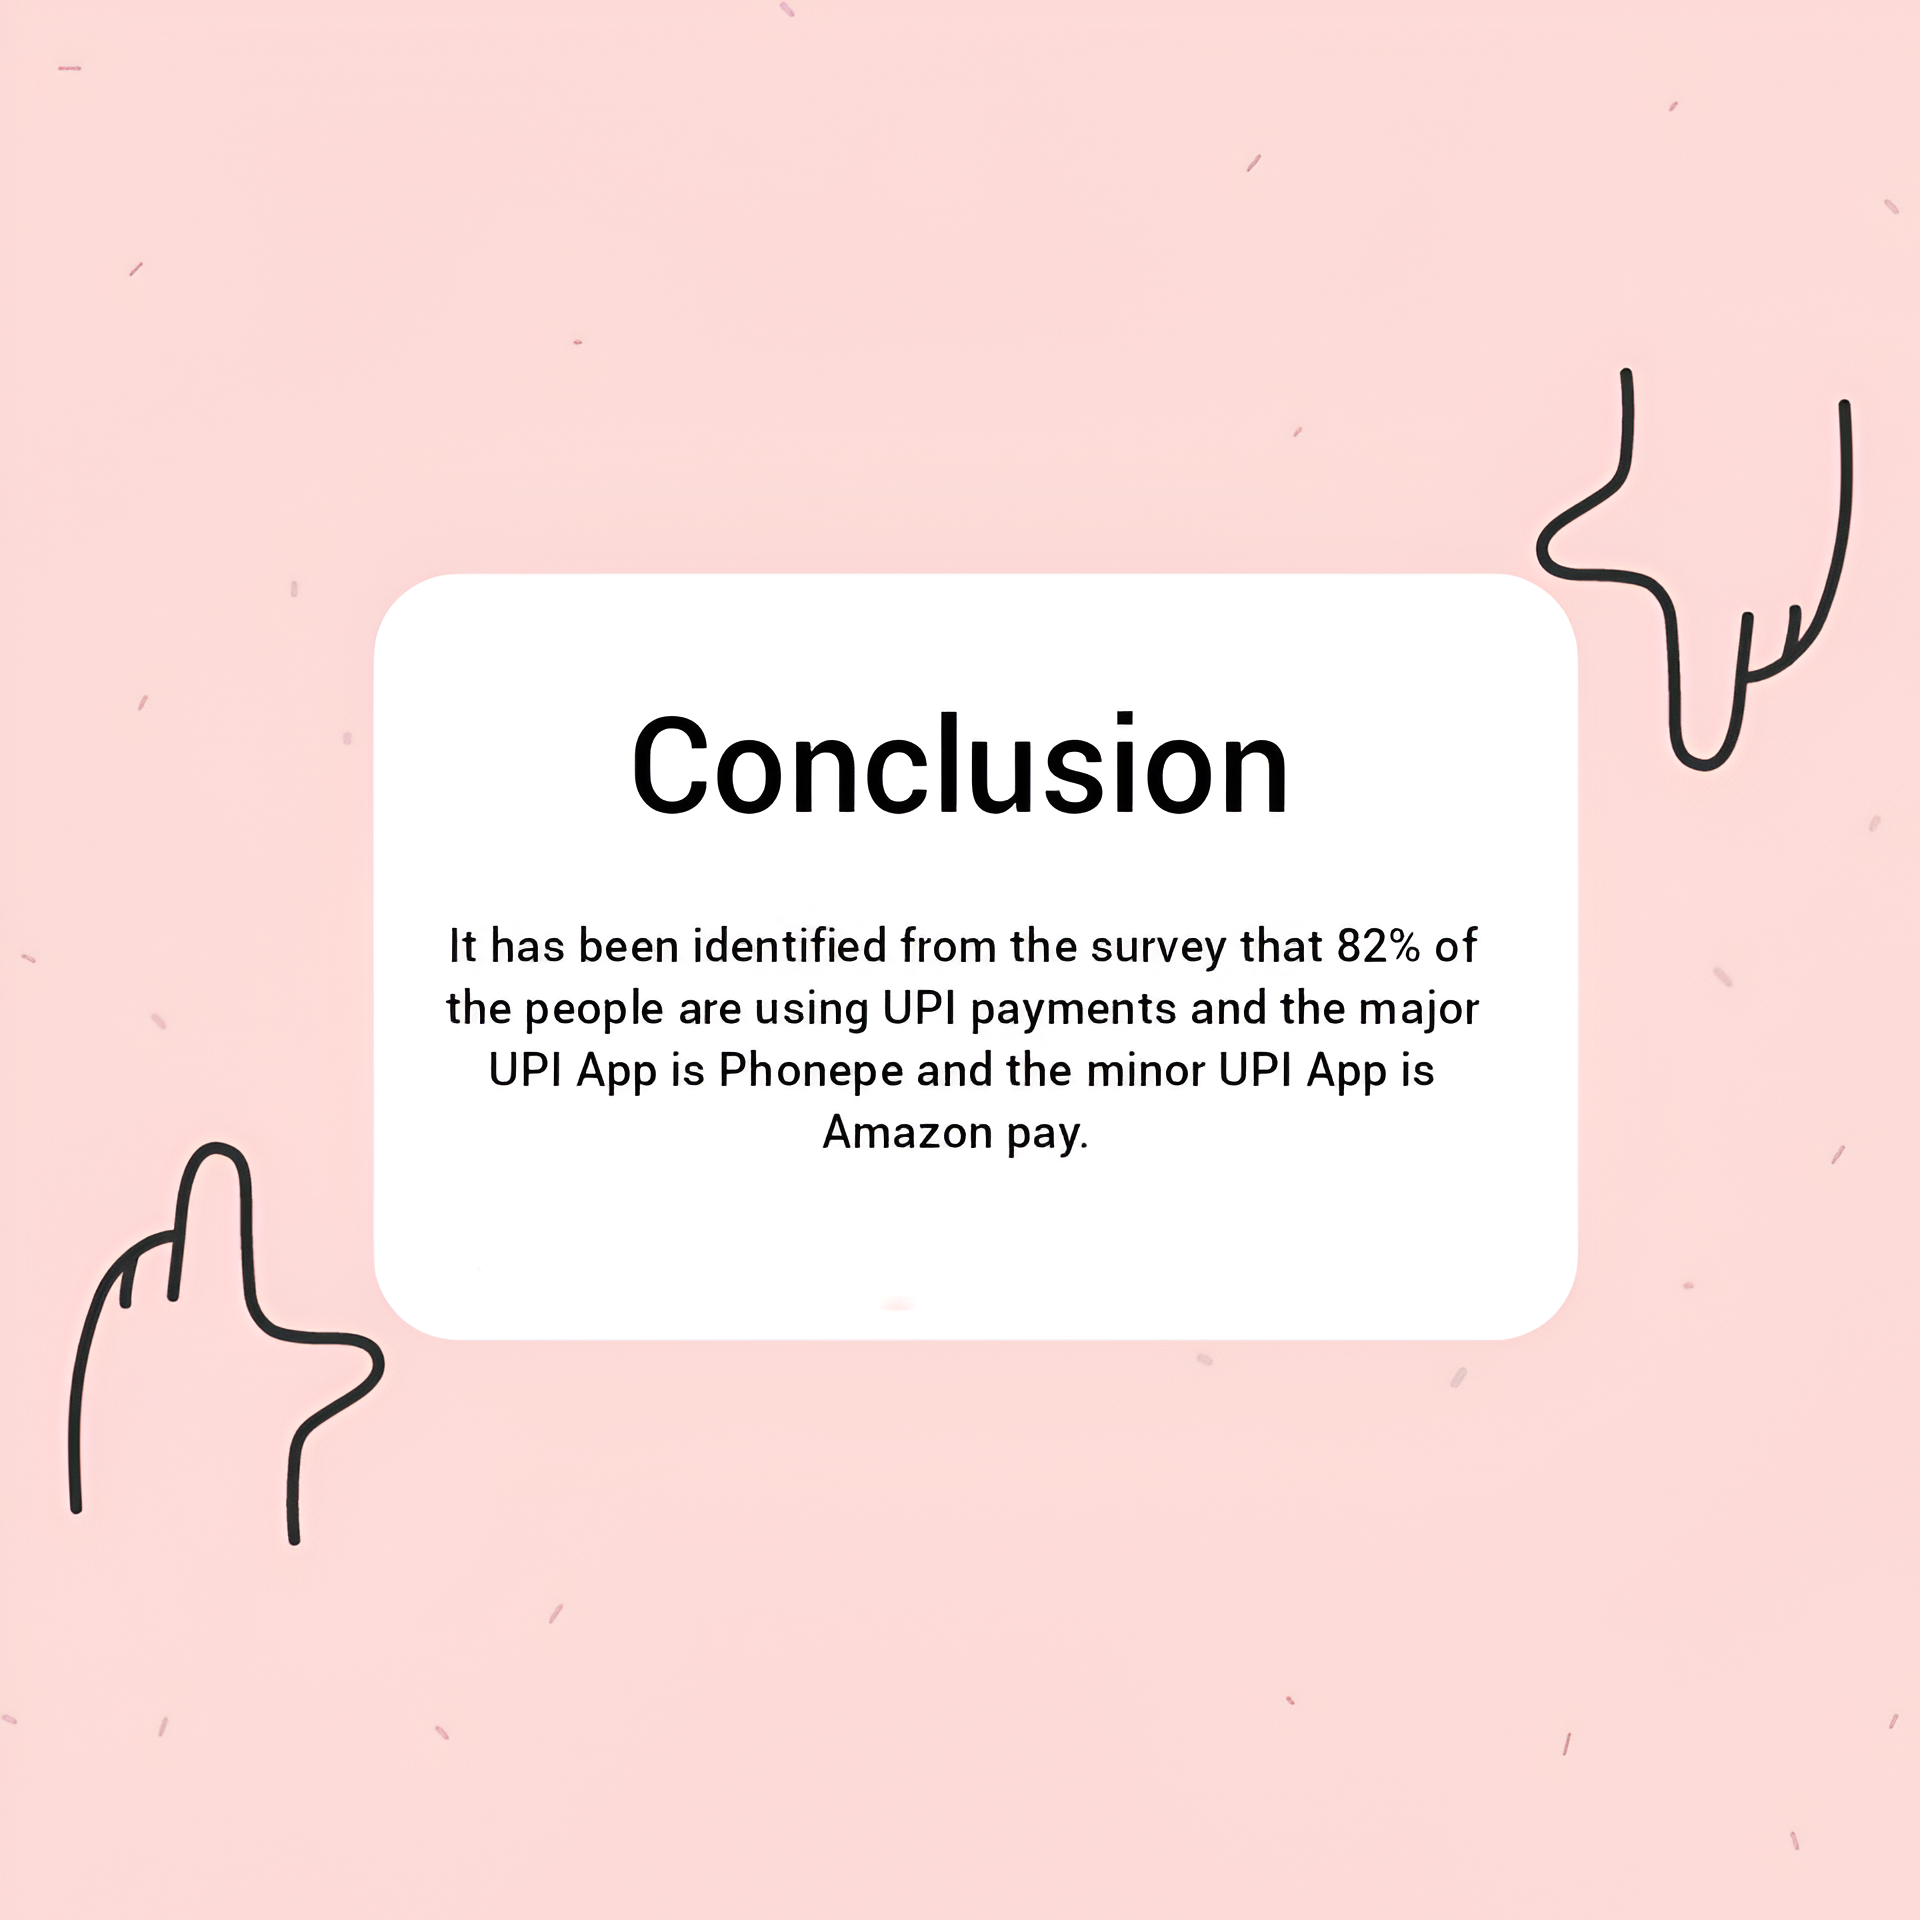 Conclusion
It has been identified from the survey that 82% of
the people are using UPI payments and the major
UPI App is Phonepe and the minor UPI App is
Amazon pay.